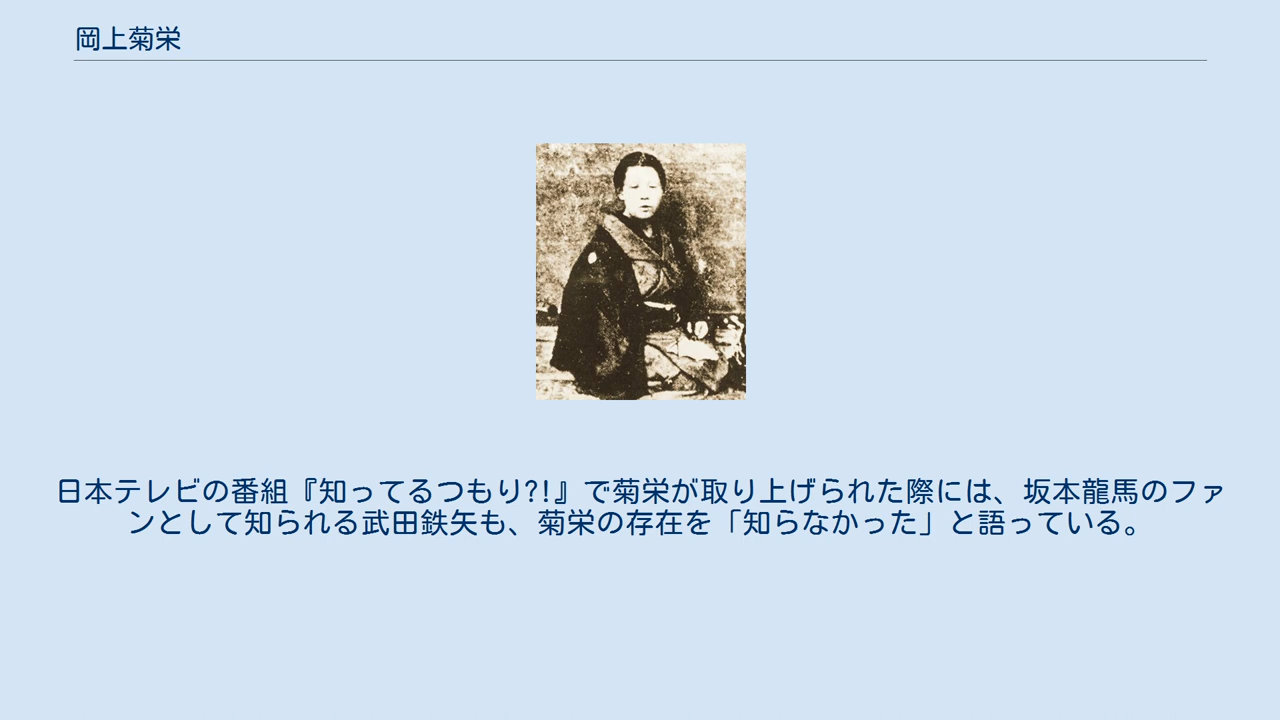 岡上菊栄
日本テレビの番組『知ってるつもり?!』で菊栄が取り上げられた際には、坂本龍馬のファ
ンとして知られる武田鉄矢も、菊栄の存在を「知らなかった」と語っている。